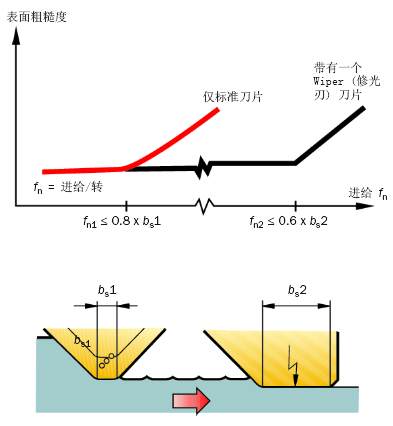 表面粗糙度
带有一个
Wiper (修光
刃) 刀片
仅标准刀片
fn = 进给/转
进给 fn
fn1 ≤ 0.8 x bs1
fn2 ≤ 0.6 x bs2
bs1
bs2
bs1